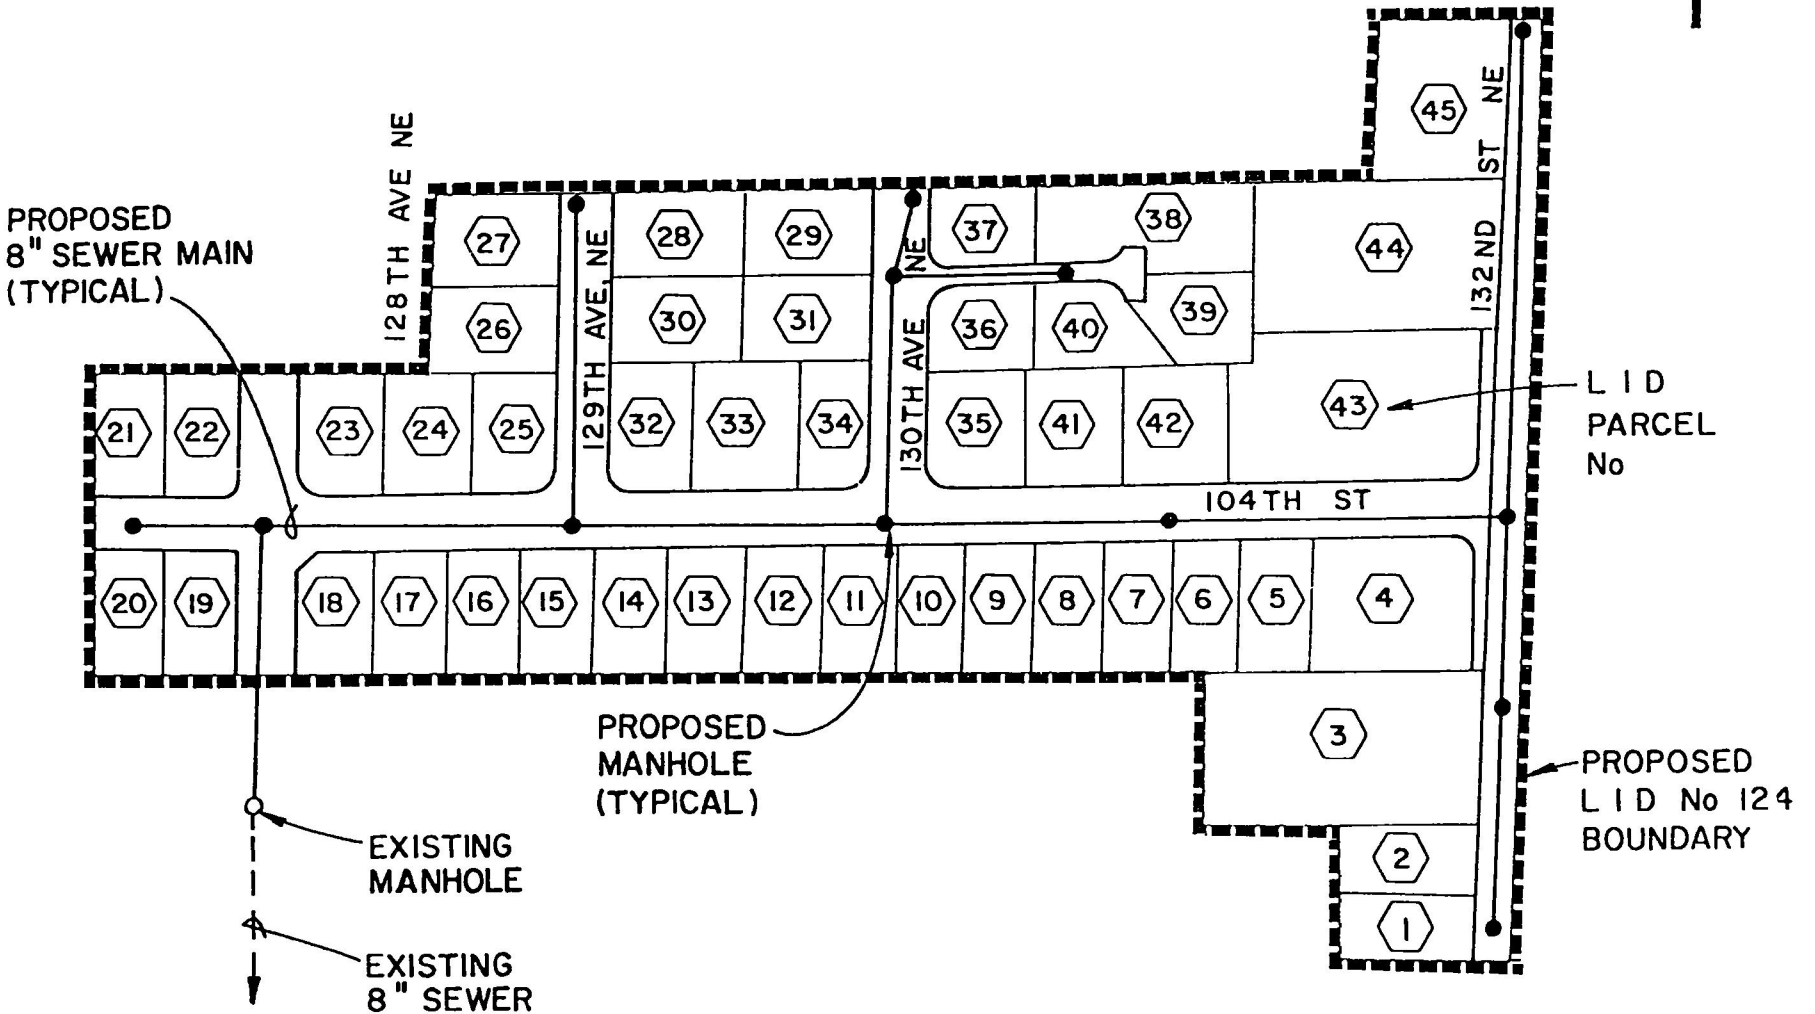 45
132ND ST NE
128TH AVE NE
PROPOSED
8" SEWER MAIN
(TYPICAL)
27
129TH AVE, NE
28
29
130TH AVE NE
37
38
44
26
30
31
36
40
39
21
22
23
24
25
32
33
34
35
41
42
43
L I D
PARCEL
No
104TH ST
20
19
18
17
16
15
14
13
12
11
10
9
8
7
6
5
4
PROPOSED
MANHOLE
(TYPICAL)
3
PROPOSED
L I D No 124
BOUNDARY
EXISTING
MANHOLE
2
1
EXISTING
8" SEWER